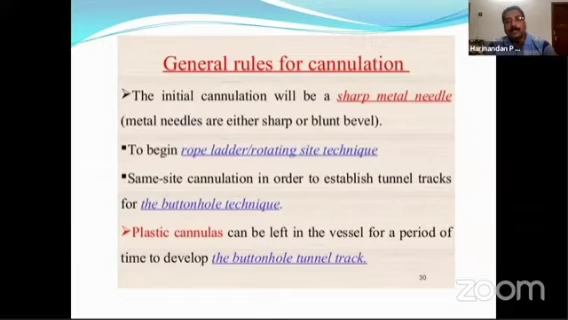 General rules for cannulation
➢The initial cannulation will be a sharp metal needle
(metal needles are either sharp or blunt bevel).
▪To begin rope ladder/rotating site technique
▪Same-site cannulation in order to establish tunnel tracks
for the buttonhole technique.
➢Plastic cannulas can be left in the vessel for a period of
time to develop the buttonhole tunnel track.
30
Harinandan P ...
zoom